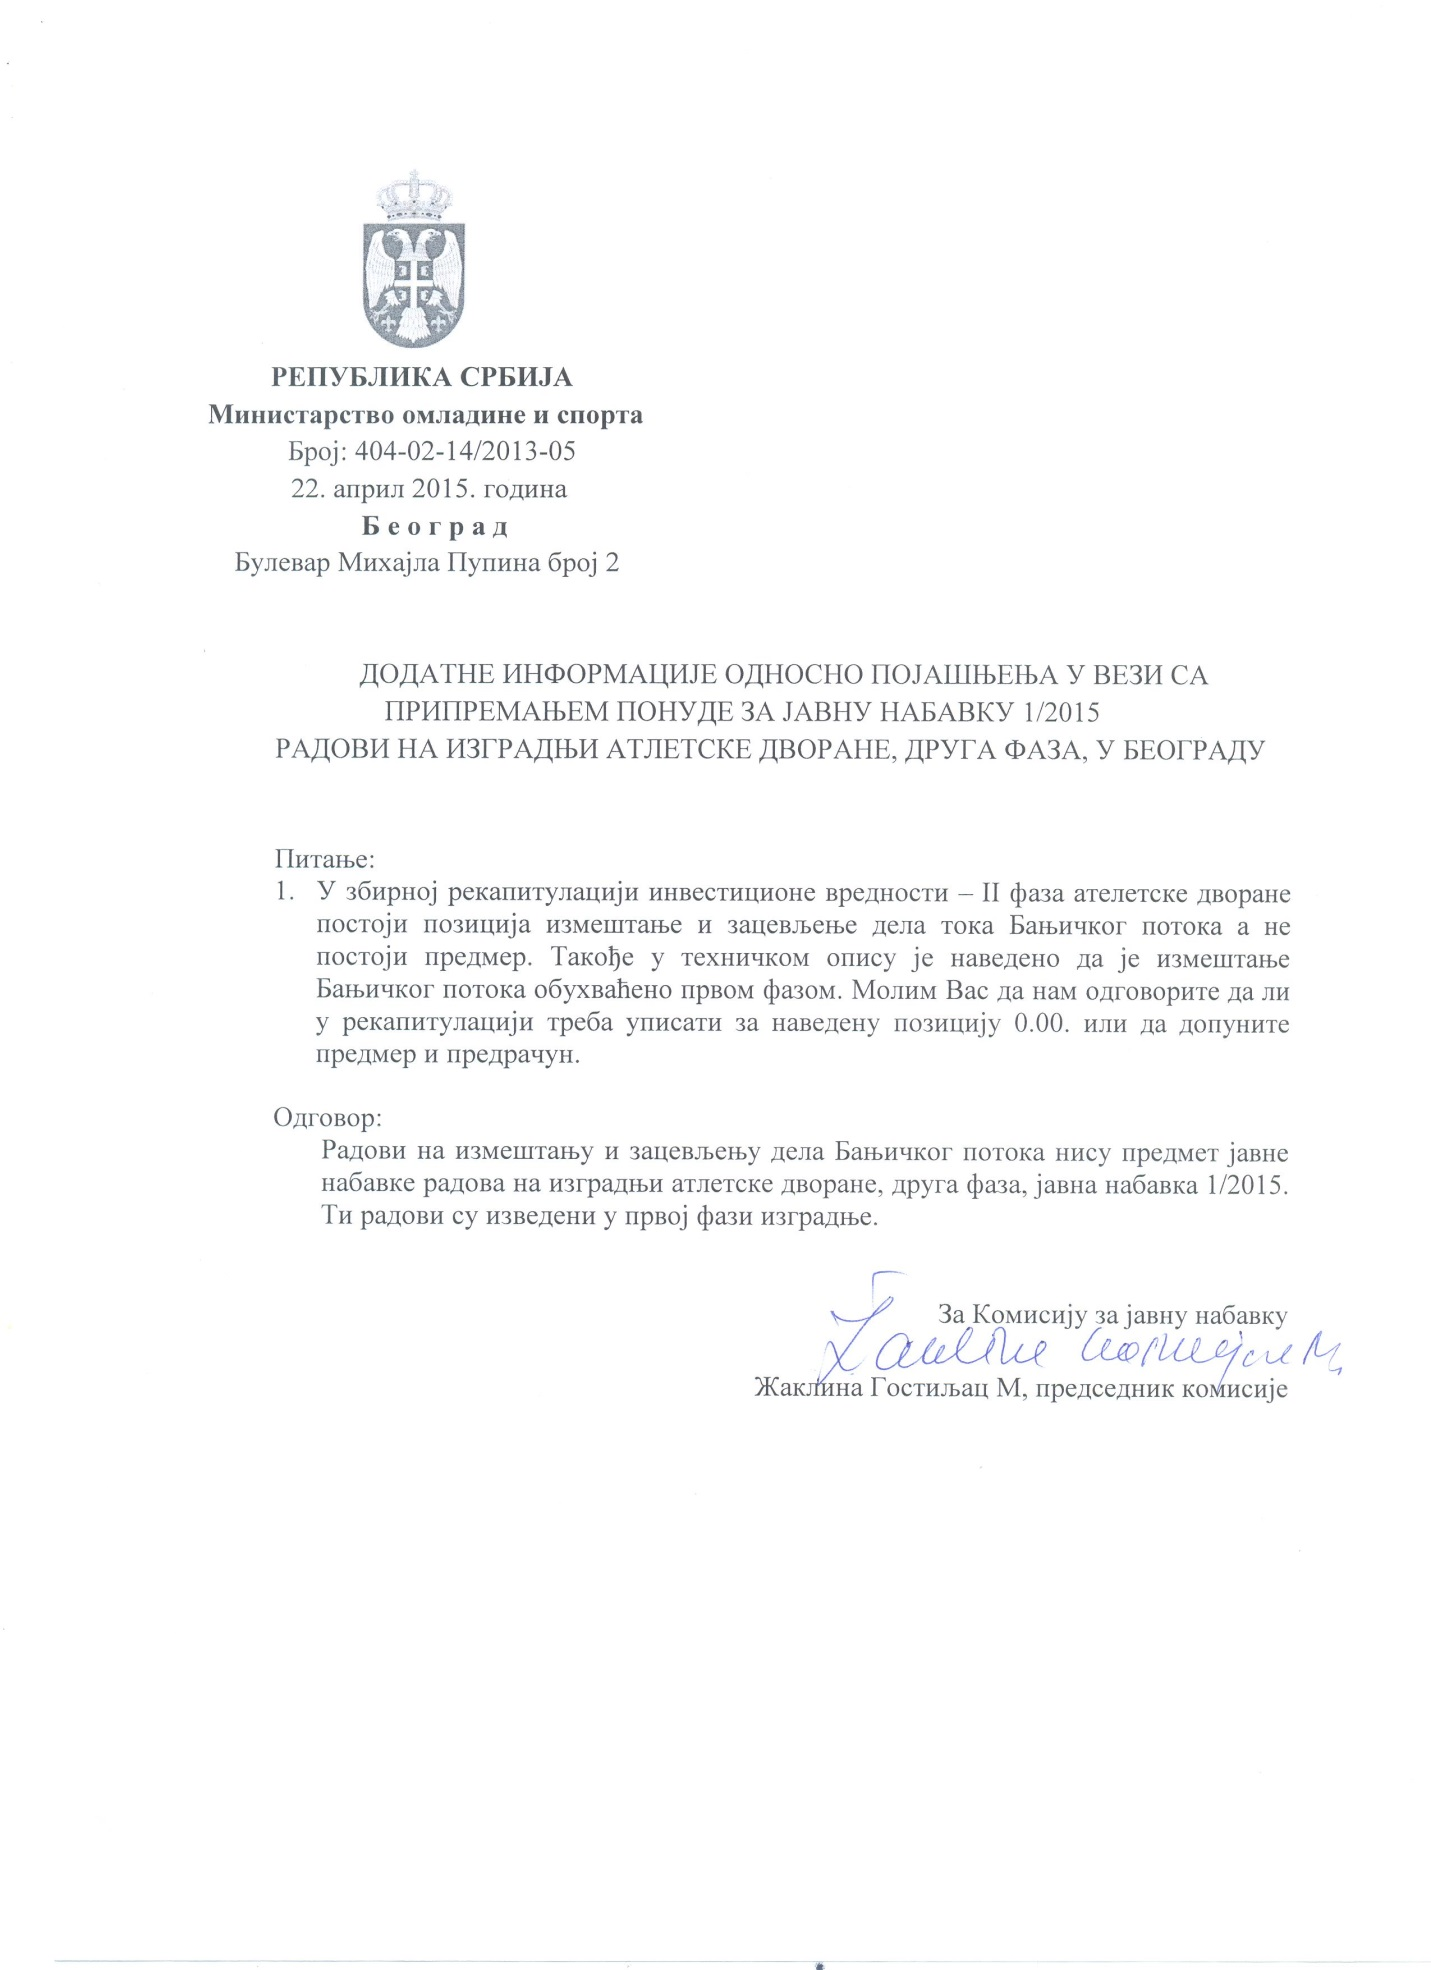 РЕПУБЛИКА СРБИЈА
Министарство омладине и спорта
Број: 404-02-14/2013-05
22. април 2015. година
Б е о г р а д
Булевар Михајла Пупина број 2
ДОДАТНЕ ИНФОРМАЦИЈЕ ОДНОСНО ПОЈАШЊЕЊА У ВЕЗИ СА
ПРИПРЕМАЊЕМ ПОНУДЕ ЗА ЈАВНУ НАБАВКУ 1/2015
РАДОВИ НА ИЗГРАДЊИ АТЛЕТСКЕ ДВОРАНЕ, ДРУГА ФАЗА, У БЕОГРАДУ
Питање:
1. У збирној рекапитулацији инвестиционе вредности – II фаза ателетске дворане
постоји позиција измештање и зацевљење дела тока Бањичког потока а не
постоји предмер. Такође у техничком опису је наведено да је измештање
Бањичког потока обухваћено првом фазом. Молим Вас да нам одговорите да ли
у рекапитулацији треба уписати за наведену позицију 0.00. или да допуните
предмер и предрачун.
Одговор:
Радови на измештању и зацевљењу дела Бањичког потока нису предмет јавне
набавке радова на изградњи атлетске дворане, друга фаза, јавна набавка 1/2015.
Ти радови су изведени у првој фази изградње.
За Комисију за јавну набавку
Жаклина Гостиљац М, председник комисије